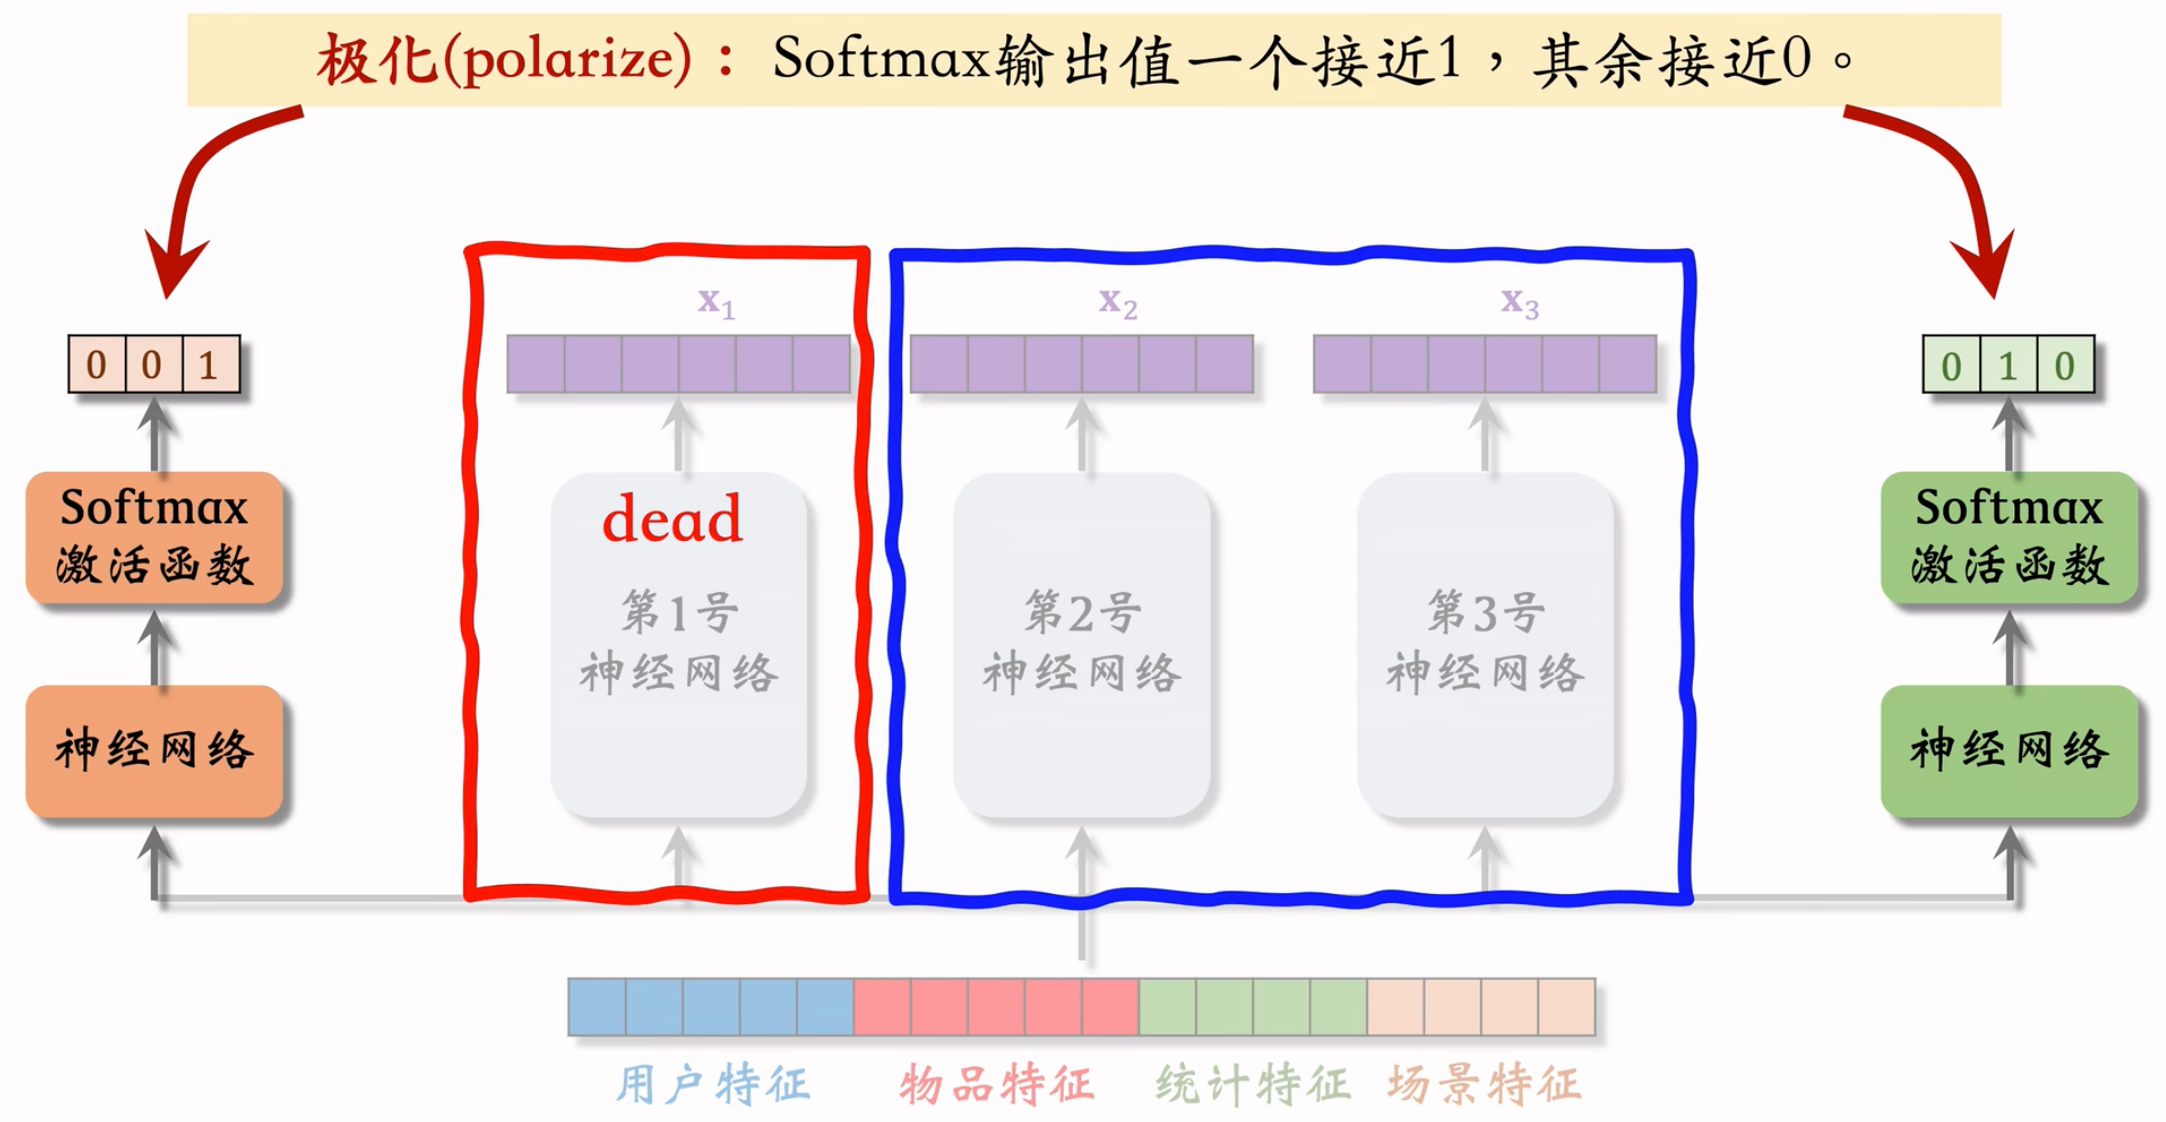 极化(polarize)：Softmax输出值一个接近1，其余接近0。
x1
x2
x3
0 0 1
0 1 0
Softmax
激活函数
dead
第1号
神经网络
第2号
神经网络
第3号
神经网络
Softmax
激活函数
神经网络
神经网络
用户特征
物品特征
统计特征
场景特征